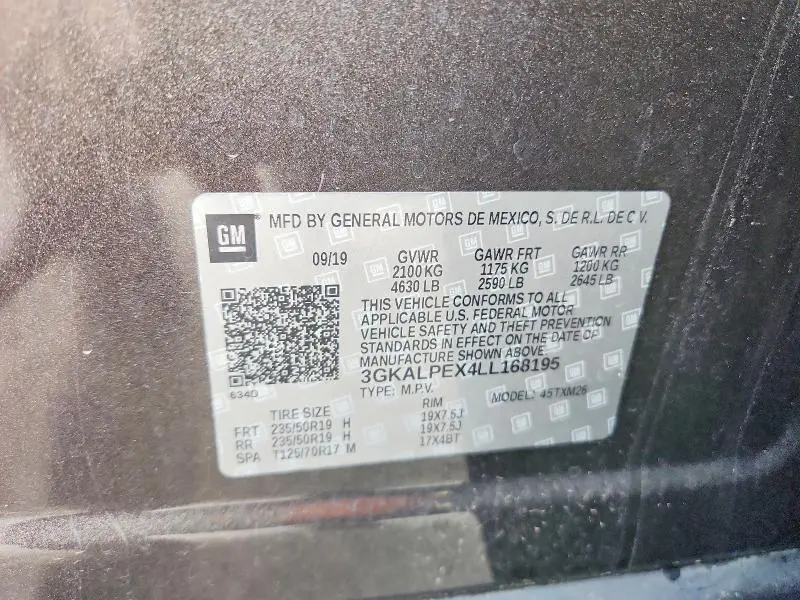 GM MFD BY GENERAL MOTORS DE MEXICO, S. DE R.L. DE C V.
09/19 GVWR GAWR FRT GAWR RR
2100 KG 1175 KG 1200 KG
4630 LB 2590 LB 2645 LB
THIS VEHICLE CONFORMS TO ALL
APPLICABLE U.S. FEDERAL MOTOR
VEHICLE SAFETY AND THEFT PREVENTION
STANDARDS IN EFFECT ON THE DATE OF
MANUFACTURE SHOWN ABOVE.
3GKALPEX4LL168195
634D TYPE: M.P.V. MODEL: 45TXM26
TIRE SIZE RIM
FRT 235/50R19 H 19X7.5J
RR 235/50R19 H 19X7.5J
SPA T125/70R17 M 17X4BT